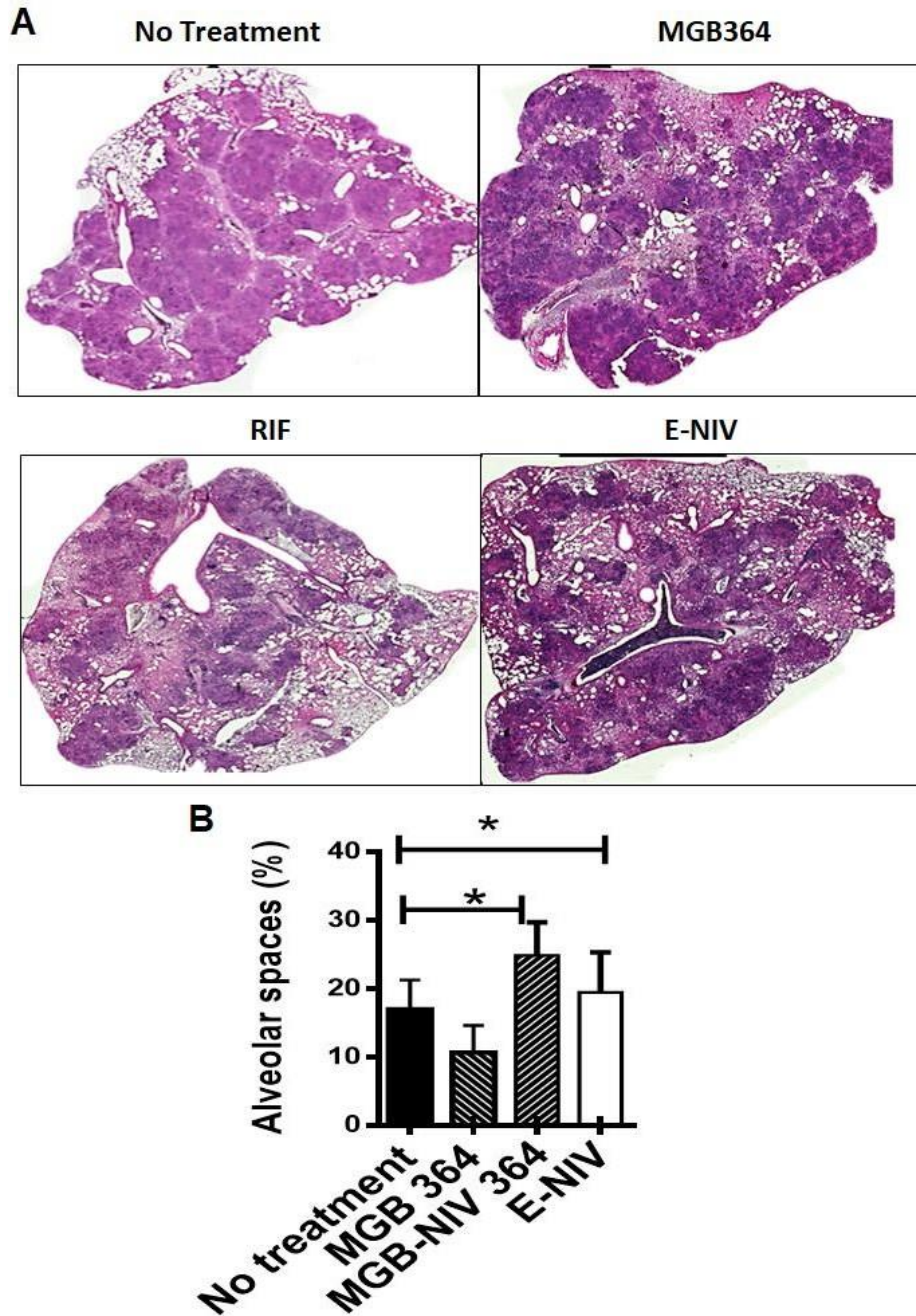 A
No Treatment MGB364
RIF E-NIV
B
* 
*
Alveolar spaces (%)
40
30
20
10
0
No treatment
MGB 364
MGB-NIV 364
E-NIV